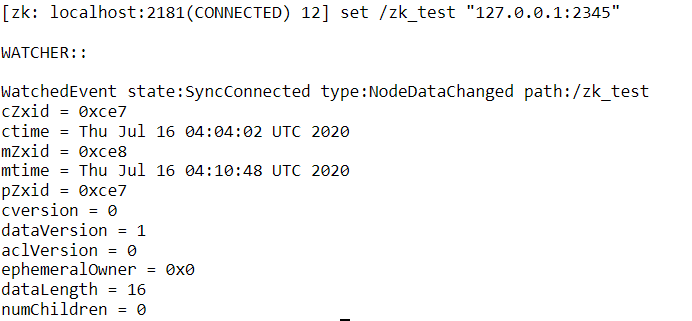 [zk: localhost:2181(CONNECTED) 12] set /zk_test "127.0.0.1:2345"
WATCHER::
WatchedEvent state:SyncConnected type:NodeDataChanged path:/zk_test
cZxid = 0xce7
ctime = Thu Jul 16 04:04:02 UTC 2020
mZxid = 0xce8
mtime = Thu Jul 16 04:10:48 UTC 2020
pZxid = 0xce7
cversion = 0
dataVersion = 1
aclVersion = 0
ephemeralOwner = 0x0
dataLength = 16
numChildren = 0